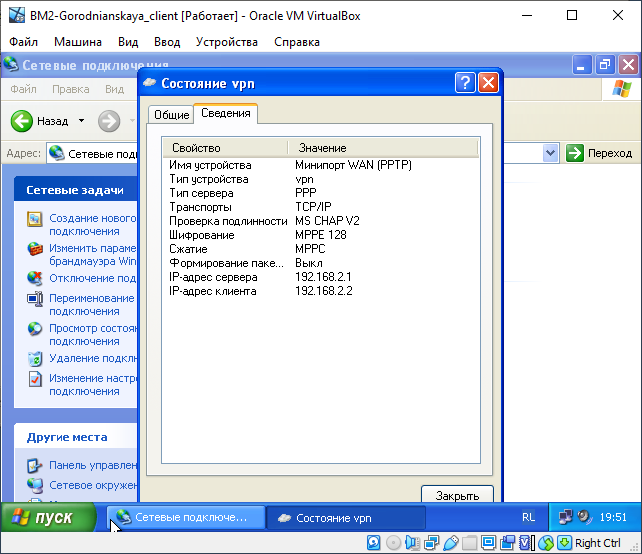 BM2-Gorodnianskaya_client [Работает] - Oracle VM VirtualBox
Файл Машина Вид Ввод Устройства Справка
Сетевые подключения
Файл Правка Вид
Назад
Адрес: Сетевые под Переход
Сетевые задачи
Создание нового
подключения
Изменить параме
брандмауэра Win
Отключение под
Переименование
подключения
Просмотр состоя
подключения
Удаление подкл
Изменение настр
подключения
Другие места
Панель управлен
Сетевое окружен
Состояние vpn
Общие Сведения
Свойство Значение
Имя устройства Минипорт WAN (PPTP)
Тип устройства vpn
Тип сервера PPP
Транспорты TCP/IP
Проверка подлинности MS CHAP V2
Шифрование MPPE 128
Сжатие MPPC
Формирование паке... Выкл
IP-адрес сервера 192.168.2.1
IP-адрес клиента 192.168.2.2
Закрыть
пуск Сетевые подключе... Состояние vpn RL 19:51
Right Ctrl